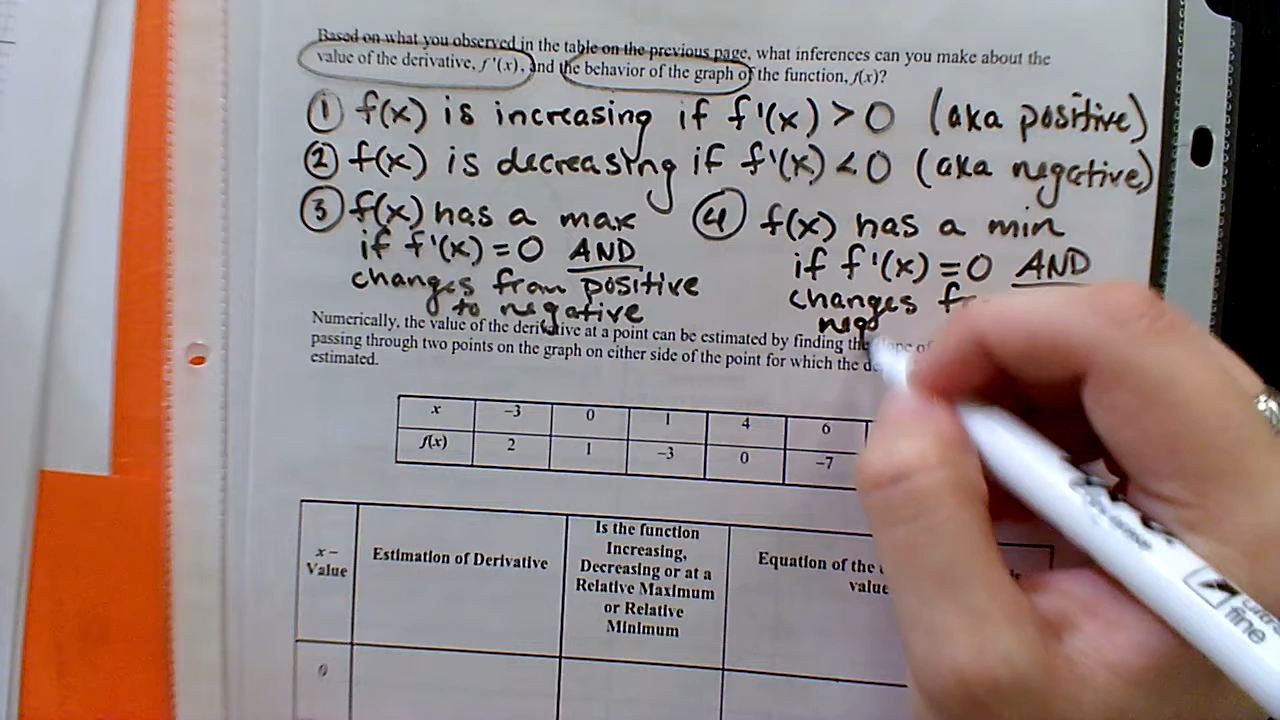 Based on what you observed in the table on the previous page, what inferences can you make about the
value of the derivative, f '(x), and the behavior of the graph of the function, f(x)?
① f(x) is increasing if f'(x) > 0 (aka positive)
② f(x) is decreasing if f'(x) < 0 (aka negative)
③ f(x) has a max
if f'(x) = 0 AND
changes from positive
to negative
④ f(x) has a min
if f'(x) = 0 AND
changes
Numerically, the value of the derivative at a point can be estimated by finding the slope of
passing through two points on the graph on either side of the point for which the
estimated.
x −3 0 1 4 6
f(x) 2 1 −3 0 −7
x –
Value
Estimation of Derivative
Is the function
Increasing,
Decreasing or at a
Relative Maximum
or Relative
Minimum
Equation of the
value
0
fine